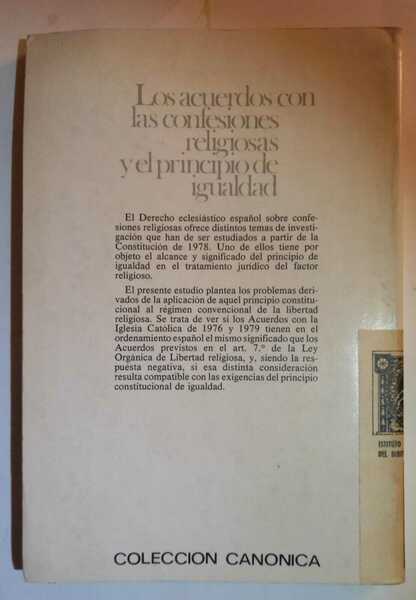 Los acuerdos con
las confesiones
religiosas
y el principio de
igualdad
El Derecho eclesiástico español sobre confe-
siones religiosas ofrece distintos temas de investi-
gación que han de ser estudiados a partir de la
Constitución de 1978. Uno de ellos tiene por
objeto el alcance y significado del principio de
igualdad en el tratamiento jurídico del factor
religioso.
El presente estudio plantea los problemas deri-
vados de la aplicación de aquel principio constitu-
cional al régimen convencional de la libertad
religiosa. Se trata de ver si los Acuerdos con la
Iglesia Católica de 1976 y 1979 tienen en el
ordenamiento español el mismo significado que los
Acuerdos previstos en el art. 7.º de la Ley
Orgánica de Libertad religiosa, y, siendo la res-
puesta negativa, si esa distinta consideración
resulta compatible con las exigencias del principio
constitucional de igualdad.
DEL
COLECCION CANONICA